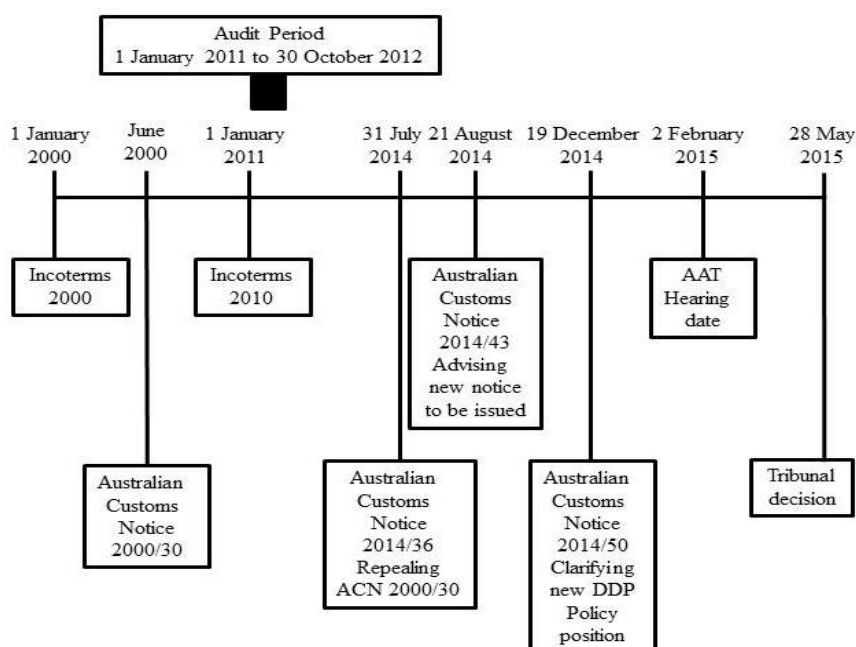 Audit Period
1 January 2011 to 30 October 2012
1 January
2000
June
2000
1 January
2011
31 July
2014
21 August
2014
19 December
2014
2 February
2015
28 May
2015
Incoterms
2000
Incoterms
2010
Australian
Customs
Notice
2014/43
Advising
new notice
to be issued
AAT
Hearing
date
Australian
Customs
Notice
2000/30
Australian
Customs
Notice
2014/36
Repealing
ACN 2000/30
Australian
Customs
Notice
2014/50
Clarifying
new DDP
Policy
position
Tribunal
decision